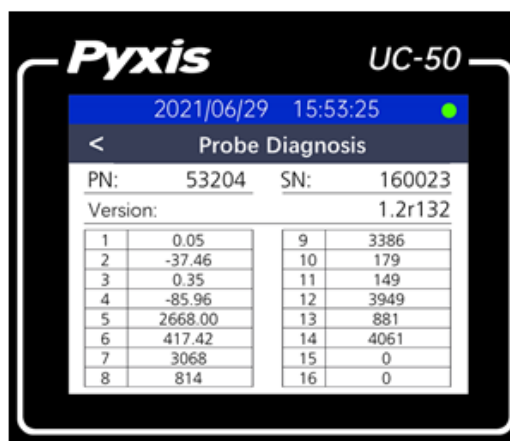 Pyxis UC-50
2021/06/29 15:53:25
< Probe Diagnosis
PN: 53204 SN: 160023
Version: 1.2r132
1 0.05 9 3386
2 -37.46 10 179
3 0.35 11 149
4 -85.96 12 3949
5 2668.00 13 881
6 417.42 14 4061
7 3068 15 0
8 814 16 0